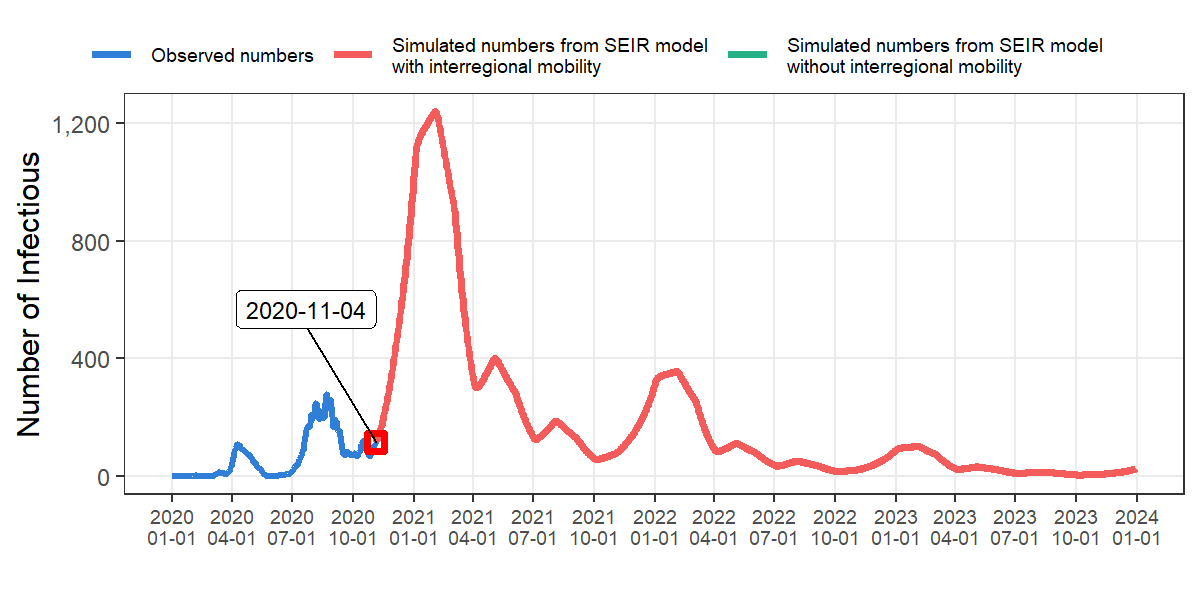 Observed numbers
Simulated numbers from SEIR model
with interregional mobility
Simulated numbers from SEIR model
without interregional mobility
Number of Infectious
1,200
800
400
0
2020-11-04
2020 2020 2020 2020 2021 2021 2021 2021 2022 2022 2022 2022 2023 2023 2023 2023 2024
01-01 04-01 07-01 10-01 01-01 04-01 07-01 10-01 01-01 04-01 07-01 10-01 01-01 04-01 07-01 10-01 01-01